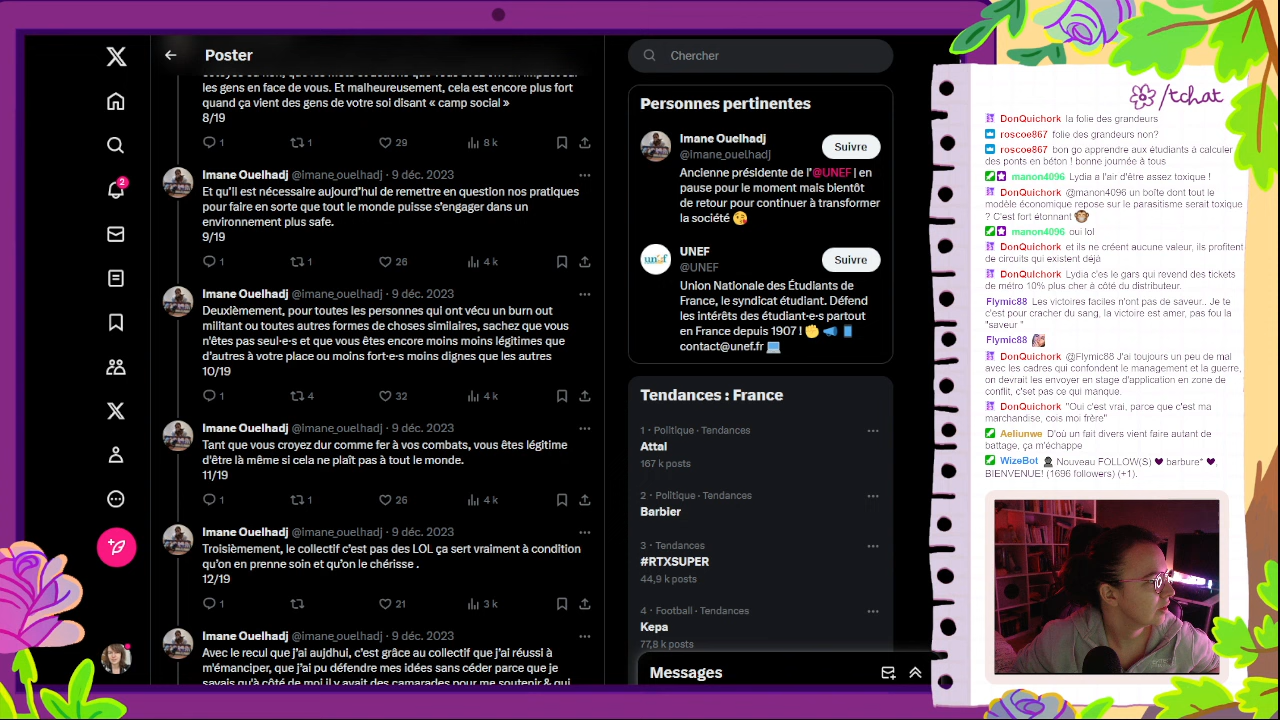 Poster
Chercher
les gens en face de vous. Et malheureusement, cela est encore plus fort
quand sa vient des gens de votre soi disant « camp social »
8/19
1 1 29 8 k
Imane Ouelhadj @imane_ouelhadj · 9 déc. 2023
Et qu'il est nécessaire aujourd'hui de remettre en question nos pratiques
pour faire en sorte que tout le monde puisse s'engager dans un
environnement plus safe.
9/19
1 1 26 4 k
Imane Ouelhadj @imane_ouelhadj · 9 déc. 2023
Deuxièmement, pour toutes les personnes qui ont vécu un burn out
militant ou toutes autres formes de choses similaires, sachez que vous
n'êtes pas seul-e-s et que vous êtes encore moins moins légitimes que
d'autres à votre place ou moins fort·e·s moins dignes que les autres
10/19
1 4 32 4 k
Imane Ouelhadj @imane_ouelhadj · 9 déc. 2023
Tant que vous croyez dur comme fer à vos combats, vous êtes légitime
d'être là même si cela ne plaît pas à tout le monde.
11/19
1 1 26 4 k
Imane Ouelhadj @imane_ouelhadj · 9 déc. 2023
Troisièmement, le collectif c'est pas des LOL ça sert vraiment à condition
qu'on en prenne soin et qu'on le chérisse .
12/19
1 21 3 k
Imane Ouelhadj @imane_ouelhadj · 9 déc. 2023
Avec le recul que j'ai aujdhui, c'est grâce au collectif que j'ai réussi à
m'émanciper, que j'ai pu défendre mes idées sans céder parce que je
savais qu'à côté de moi il y avait des camarades pour me soutenir & qui
2
Personnes pertinentes
Imane Ouelhadj
@Imane_ouelhadj
Suivre
Ancienne présidente de l'@UNEF | en
pause pour le moment mais bientôt
de retour pour continuer à transformer
la société 😘
UNEF
@UNEF
Suivre
Union Nationale des Étudiants de
France, le syndicat étudiant. Défend
les intérêts des étudiant·e·s partout
en France depuis 1907 ! ✊ 📣 📱
contact@unef.fr 💻
Tendances : France
1 · Politique · Tendances
Attal
167 k posts
2 · Politique · Tendances
Barbier
3 · Tendances
#RTXSUPER
44,9 k posts
4 · Football · Tendances
Kepa
77,8 k posts
Messages
/tchat
DonQuichork la folie des grandeurs
roscoe867 folie des grandeurs non?
roscoe867 bon go apprendre aux étudiants à calculer
des ponts en béton ! bonne journée à tous
manon4096 Lydia a l'air d'être assez toxique !
DonQuichork @manon4096 un boîte dont tout le
modèle économique repose sur le parasitisme serait toxique
? C'est fort étonnant
manon4096 oui lol
DonQuichork et ils ne créent aucune valeur, ils profitent
de circuits qui existent déjà.
DonQuichork Lydia c'es le gars qui revend des tickets
de métro 10% plus cher à côté du distributeur.
Flymic88 Les victoires faciles n'ont pas de saveur.. Je te
c'est pour cracher du sang, la victoire est amer, pas fou la
"saveur "
Flymic88
DonQuichork @Flymic88 J'ai toujours un peu de mal
avec les cadres qui confondent le management et la guerre,
on devrait les envoyer en stage d'application en zone de
conflit, c'set pas ce qui manque.
DonQuichork "Oui c'est vrai, parce que c'est ma
marchandise, cois moi frère!"
Aeliunwe D'où un fait divers vient faire autant de
battage, ça m'échappe
WizeBot Nouveau FOLLOW(S) ♥ barbure* ♥,
BIENVENUE! (1696 followers) (+1).